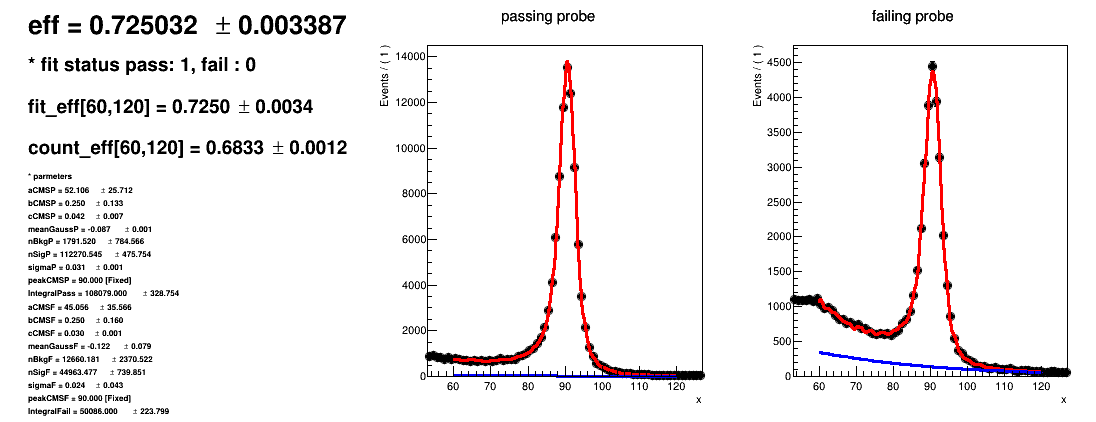 eff = 0.725032 ± 0.003387
* fit status pass: 1, fail : 0
fit_eff[60,120] = 0.7250 ± 0.0034
count_eff[60,120] = 0.6833 ± 0.0012
* parmeters
aCMSP = 52.106 ± 25.712
bCMSP = 0.250 ± 0.133
cCMSP = 0.042 ± 0.007
meanGaussP = -0.087 ± 0.001
nBkgP = 1791.520 ± 784.566
nSigP = 112270.545 ± 475.754
sigmaP = 0.031 ± 0.001
peakCMSP = 90.000 [Fixed]
IntegralPass = 108079.000 ± 328.754
aCMSF = 45.056 ± 35.566
bCMSF = 0.250 ± 0.160
cCMSF = 0.030 ± 0.001
meanGaussF = -0.122 ± 0.079
nBkgF = 12660.181 ± 2370.522
nSigF = 44963.477 ± 739.851
sigmaF = 0.024 ± 0.043
peakCMSF = 90.000 [Fixed]
IntegralFail = 50086.000 ± 223.799
passing probe
Events / ( 1 )
14000
12000
10000
8000
6000
4000
2000
0
60 70 80 90 100 110 120
x
failing probe
Events / ( 1 )
4500
4000
3500
3000
2500
2000
1500
1000
500
0
60 70 80 90 100 110 120
x